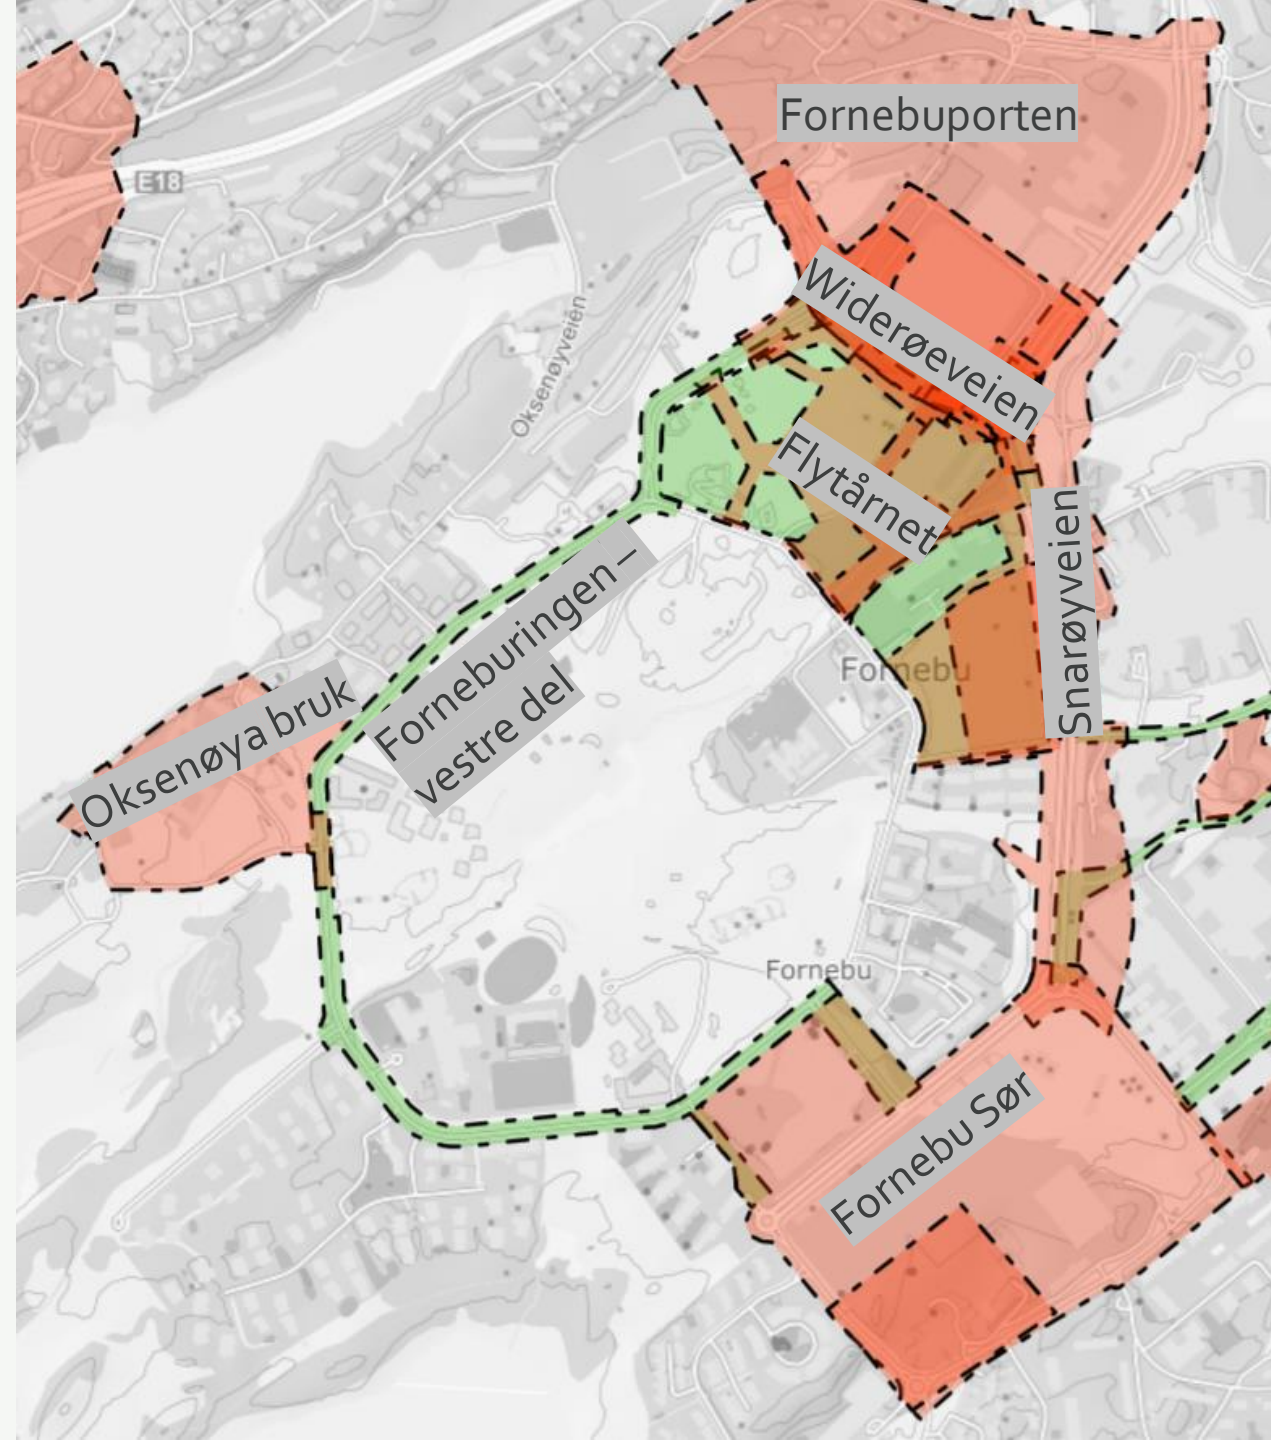 Fornebuporten
E18
Widerøeveien
Oksenøyveien
Flytårnet
Snarøyveien
Forneburingen –
vestre del
Fornebu
Oksenøya bruk
Fornebu
Fornebu Sør